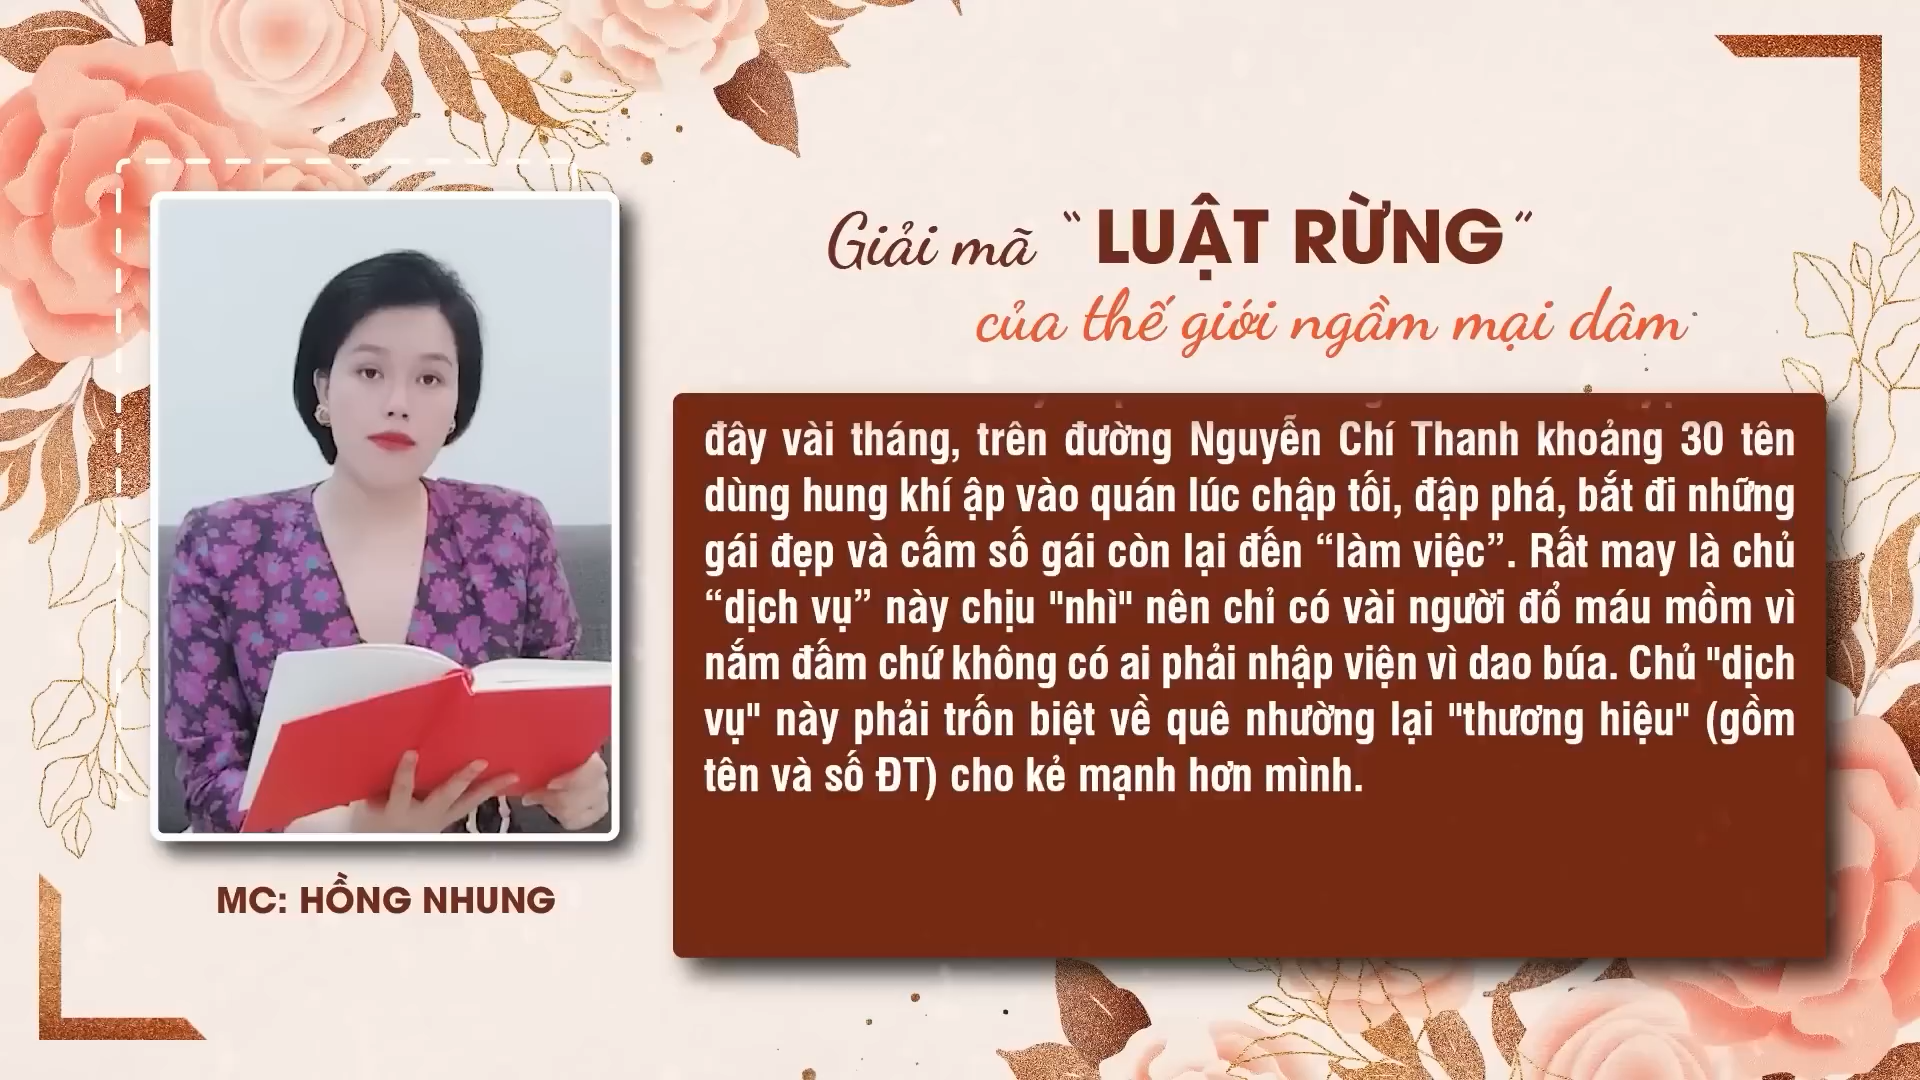 Giải mã “LUẬT RỪNG”
của thế giới ngầm mại dâm
đây vài tháng, trên đường Nguyễn Chí Thanh khoảng 30 tên
dùng hung khí ập vào quán lúc chập tối, đập phá, bắt đi những
gái đẹp và cấm số gái còn lại đến “làm việc”. Rất may là chủ
“dịch vụ” này chịu "nhì" nên chỉ có vài người đổ máu mồm vì
nắm đấm chứ không có ai phải nhập viện vì dao búa. Chủ "dịch
vụ" này phải trốn biệt về quê nhường lại "thương hiệu" (gồm
tên và số ĐT) cho kẻ mạnh hơn mình.
MC: HỒNG NHUNG